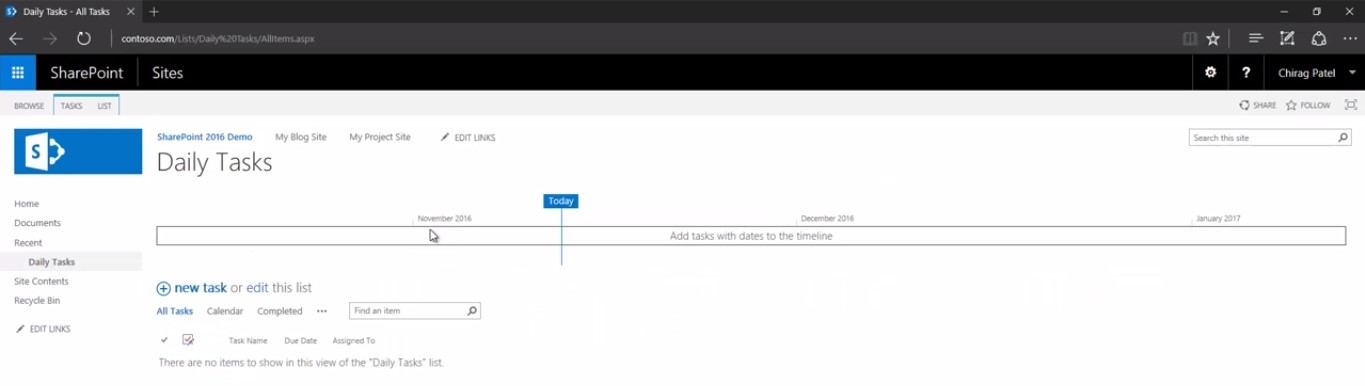 Daily Tasks - All Tasks
contoso.com/Lists/Daily%20Tasks/AllItems.aspx
SharePoint Sites ? Chirag Patel
BROWSE TASKS LIST SHARE FOLLOW
S SharePoint 2016 Demo My Blog Site My Project Site EDIT LINKS Search this site
Daily Tasks
Today
November 2016 December 2016 January 2017
Add tasks with dates to the timeline
Home
Documents
Recent
Daily Tasks
Site Contents
Recycle Bin
EDIT LINKS
new task or edit this list
All Tasks Calendar Completed ··· Find an item
Task Name Due Date Assigned To
There are no items to show in this view of the "Daily Tasks" list.